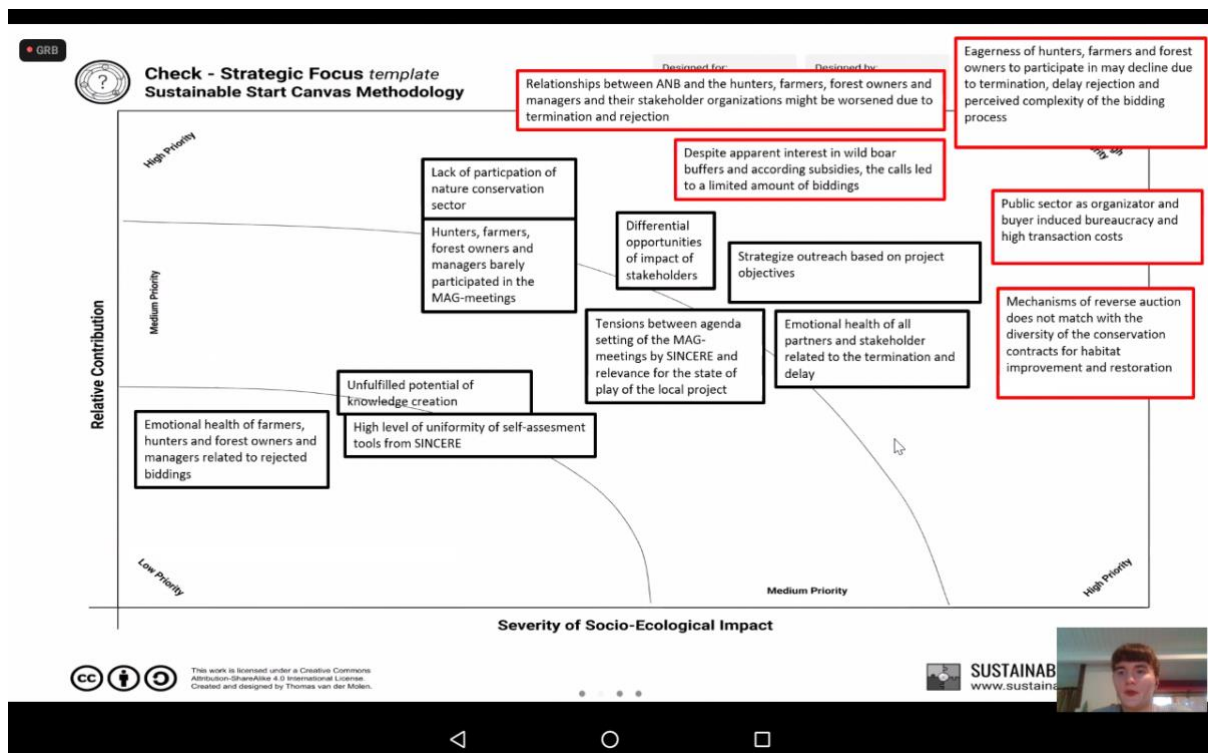 GRB
?
Check - Strategic Focus template
Sustainable Start Canvas Methodology
Designed for:
Designed by:
Relationships between ANB and the hunters, farmers, forest owners and
managers and their stakeholder organizations might be worsened due to
termination and rejection
Eagerness of hunters, farmers and forest
owners to participate in may decline due
to termination, delay rejection and
perceived complexity of the bidding
process
High Priority
Despite apparent interest in wild boar
buffers and according subsidies, the calls led
to a limited amount of biddings
Lack of particpation of
nature conservation
sector
Hunters, farmers,
forest owners and
managers barely
participated in the
MAG-meetings
Differential
opportunities
of impact of
stakeholders
Strategize outreach based on project
objectives
Public sector as organizator and
buyer induced bureaucracy and
high transaction costs
Medium Priority
Relative Contribution
Tensions between agenda
setting of the MAG-
meetings by SINCERE and
relevance for the state of
play of the local project
Emotional health of all
partners and stakeholder
related to the termination and
delay
Mechanisms of reverse auction
does not match with the
diversity of the conservation
contracts for habitat
improvement and restoration
Unfulfilled potential of
knowledge creation
High level of uniformity of self-assesment
tools from SINCERE
Emotional health of farmers,
hunters and forest owners and
managers related to rejected
biddings
Low Priority
Medium Priority
High Priority
Severity of Socio-Ecological Impact
cc
This work is licensed under a Creative Commons
Attribution-ShareAlike 4.0 International License.
Created and designed by Thomas van der Molen.
SUSTAINAB
www.sustaina